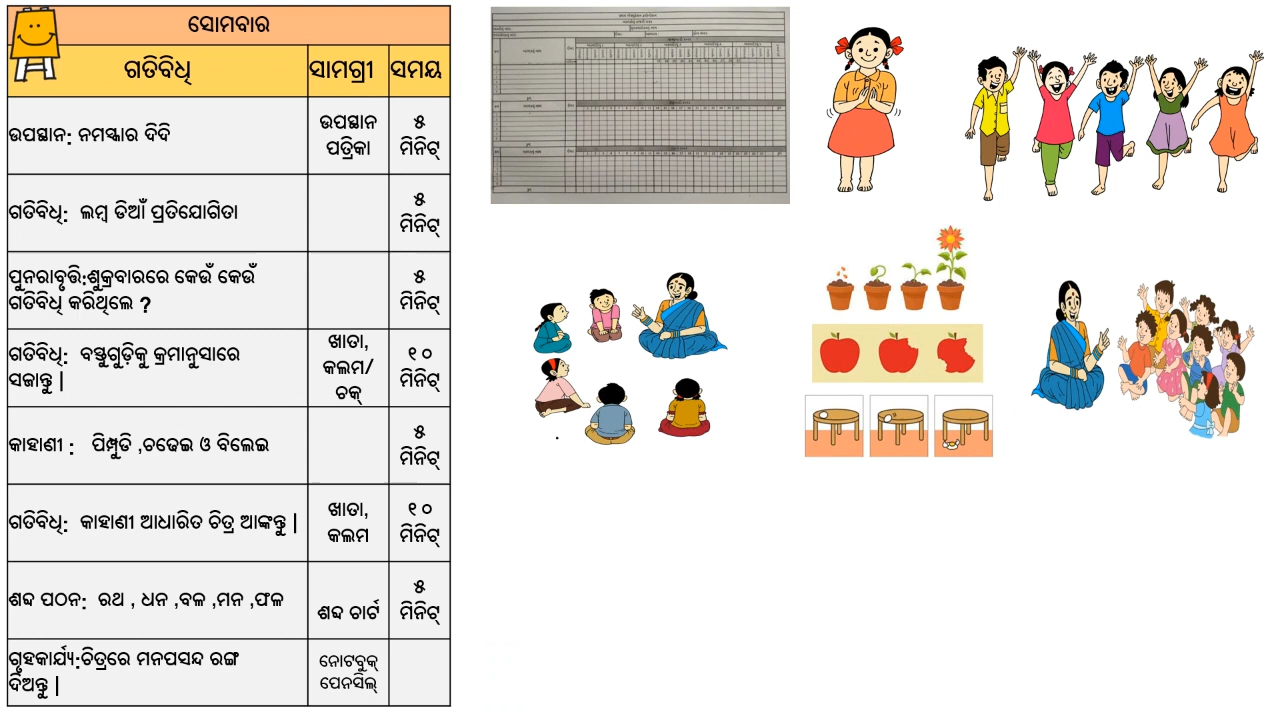 ସୋମବାର
ଗତିବିଧି ସାମଗ୍ରୀ ସମୟ
ଉପସ୍ଥାନ: ନମସ୍କାର ଦିଦି
ଉପସ୍ଥାନ
ପତ୍ରିକା
୫
ମିନିଟ୍
ଗତିବିଧି: ଲମ୍ବ ଡିଆଁ ପ୍ରତିଯୋଗିତା
୫
ମିନିଟ୍
ପୁନରାବୃତ୍ତି:ଶୁକ୍ରବାରରେ କେଉଁ କେଉଁ
ଗତିବିଧି କରିଥିଲେ ?
୫
ମିନିଟ୍
ଗତିବିଧି: ବସ୍ତୁଗୁଡ଼ିକୁ କ୍ରମାନୁସାରେ
ସଜାନ୍ତୁ |
ଖାତା,
କଲମ/
ଚକ୍
୧୦
ମିନିଟ୍
କାହାଣୀ : ପିମ୍ପୁଡି ,ଚଢେଇ ଓ ବିଲେଇ
୫
ମିନିଟ୍
ଗତିବିଧି: କାହାଣୀ ଆଧାରିତ ଚିତ୍ର ଆଙ୍କନ୍ତୁ |
ଖାତା,
କଲମ
୧୦
ମିନିଟ୍
ଶବ୍ଦ ପଠନ: ରଥ , ଧନ ,ବଳ ,ମନ ,ଫଳ
ଶବ୍ଦ ଚାର୍ଟ
୫
ମିନିଟ୍
ଗୃହକାର୍ଯ୍ୟ:ଚିତ୍ରରେ ମନପସନ୍ଦ ରଙ୍ଗ
ଦିଅନ୍ତୁ |
ନୋଟବୁକ୍
ପେନସିଲ୍